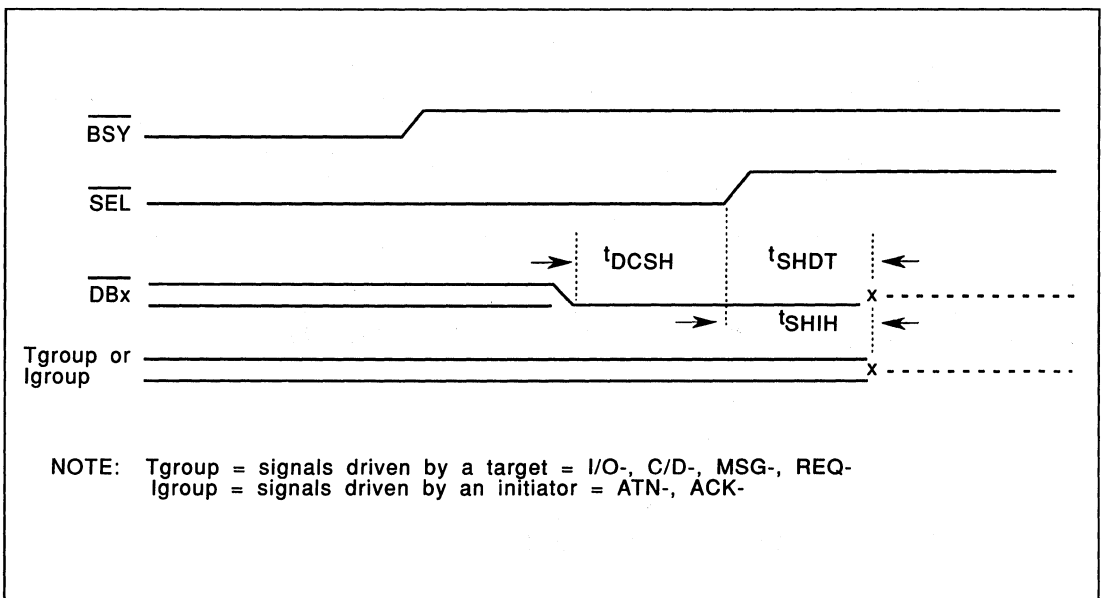 BSY
SEL
tDCSH tSHDT
DBx
x
tSHIH
Tgroup or
Igroup
x
NOTE: Tgroup = signals driven by a target = I/O-, C/D-, MSG-, REQ-
Igroup = signals driven by an initiator = ATN-, ACK-